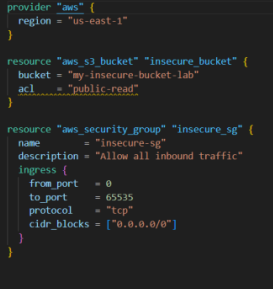 provider "aws" {
  region = "us-east-1"
}

resource "aws_s3_bucket" "insecure_bucket" {
  bucket = "my-insecure-bucket-lab"
  acl    = "public-read"
}

resource "aws_security_group" "insecure_sg" {
  name        = "insecure-sg"
  description = "Allow all inbound traffic"
  ingress {
    from_port   = 0
    to_port     = 65535
    protocol    = "tcp"
    cidr_blocks = ["0.0.0.0/0"]
  }
}